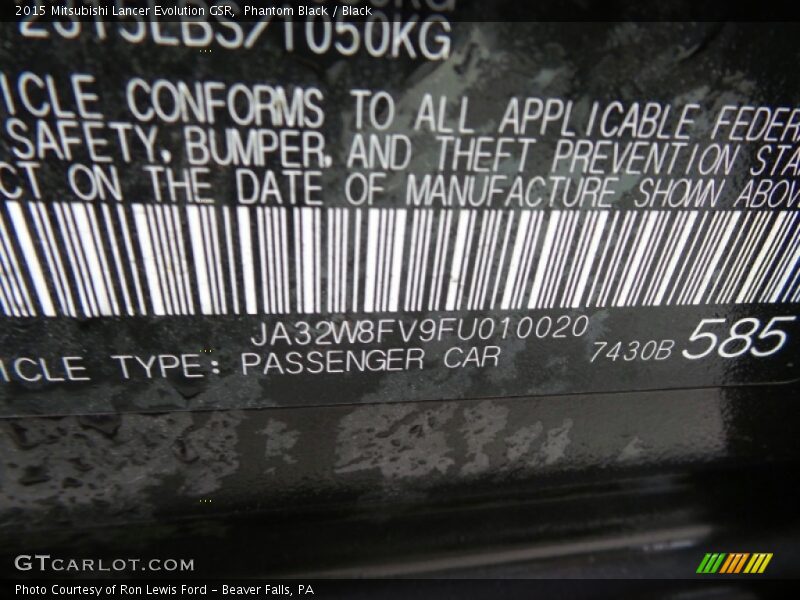 2015 Mitsubishi Lancer Evolution GSR, Phantom Black / Black
2315LBS/1050KG
ICLE CONFORMS TO ALL APPLICABLE FEDER
SAFETY, BUMPER, AND THEFT PREVENTION STA
CT ON THE DATE OF MANUFACTURE SHOWN ABOV
JA32W8FV9FU010020
7430B 585
ICLE TYPE: PASSENGER CAR
GTCARLOT.COM
Photo Courtesy of Ron Lewis Ford - Beaver Falls, PA